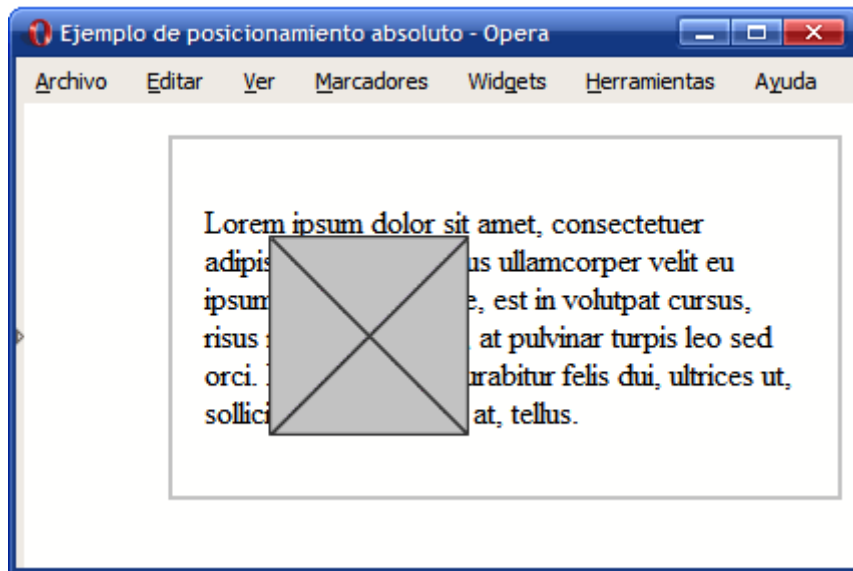 Ejemplo de posicionamiento absoluto - Opera
Archivo Editar Ver Marcadores Widgets Herramientas Ayuda
Lorem ipsum dolor sit amet, consectetuer
adipis us ullamcorper velit eu
ipsum e, est in volutpat cursus,
risus , at pulvinar turpis leo sed
orci. urabitur felis dui, ultrices ut,
sollici at, tellus.